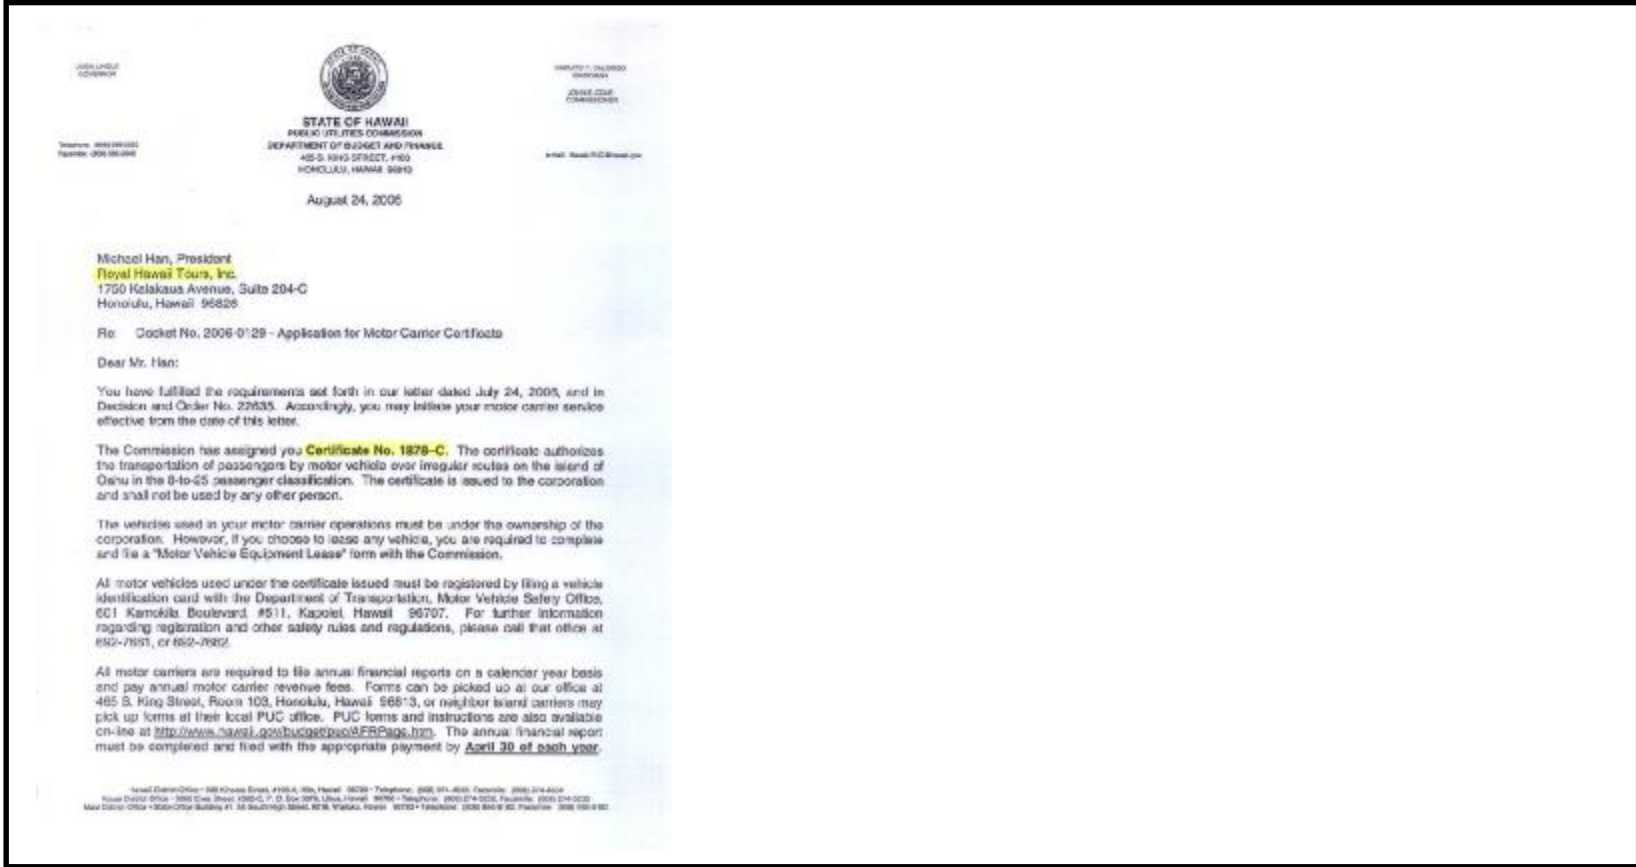 LINDA LINGLE
GOVERNOR
STATE OF HAWAII
PUBLIC UTILITIES COMMISSION
DEPARTMENT OF BUDGET AND FINANCE
465 S. KING STREET, #103
HONOLULU, HAWAII 96813
COMMISSIONER
August 24, 2006
Michael Han, President
Royal Hawaii Tours, Inc.
1750 Kalakaua Avenue, Suite 204-C
Honolulu, Hawaii 96826
Re: Docket No. 2006-0129 - Application for Motor Carrier Certificate
Dear Mr. Han:
You have fulfilled the requirements set forth in our letter dated July 24, 2006, and in
Decision and Order No. 22635. Accordingly, you may initiate your motor carrier service
effective from the date of this letter.
The Commission has assigned you Certificate No. 1878-C. The certificate authorizes
the transportation of passengers by motor vehicle over irregular routes on the island of
Oahu in the 8-to-25 passenger classification. The certificate is issued to the corporation
and shall not be used by any other person.
The vehicles used in your motor carrier operations must be under the ownership of the
corporation. However, if you choose to lease any vehicle, you are required to complete
and file a "Motor Vehicle Equipment Lease" form with the Commission.
All motor vehicles used under the certificate issued must be registered by filing a vehicle
identification card with the Department of Transportation, Motor Vehicle Safety Office,
601 Kamokila Boulevard, #511, Kapolei, Hawaii 96707. For further information
regarding registration and other safety rules and regulations, please call that office at
692-7661, or 692-7662.
All motor carriers are required to file annual financial reports on a calendar year basis
and pay annual motor carrier revenue fees. Forms can be picked up at our office at
465 S. King Street, Room 103, Honolulu, Hawaii 96813, or neighbor island carriers may
pick up forms at their local PUC office. PUC forms and instructions are also available
on-line at http://www.hawaii.gov/budget/puc/AFRPage.htm. The annual financial report
must be completed and filed with the appropriate payment by April 30 of each year.